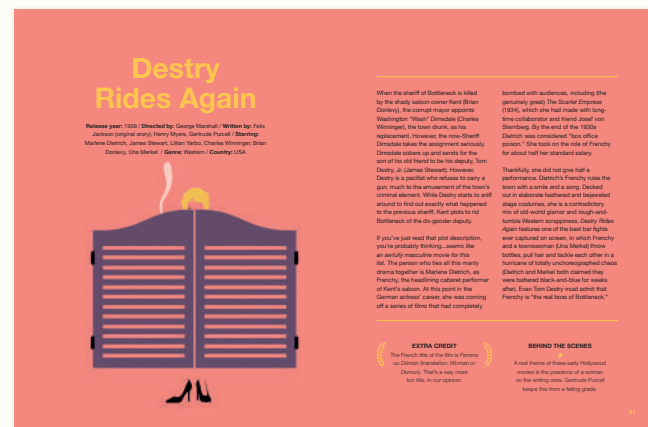 Destry
Rides Again
Release year: 1939 / Directed by: George Marshall / Written by: Felix
Jackson (original story), Henry Myers, Gertrude Purcell / Starring:
Marlene Dietrich, James Stewart, Lillian Yarbo, Charles Winninger, Brian
Donlevy, Una Merkel / Genre: Western / Country: USA
When the sheriff of Bottleneck is killed
by the shady saloon owner Kent (Brian
Donlevy), the corrupt mayor appoints
Washington “Wash” Dimsdale (Charles
Winninger), the town drunk, as his
replacement. However, the now-Sheriff
Dimsdale takes the assignment seriously.
Dimsdale sobers up and sends for the
son of his old friend to be his deputy, Tom
Destry, Jr. (James Stewart). However,
Destry is a pacifist who refuses to carry a
gun, much to the amusement of the town’s
criminal element. While Destry starts to sniff
around to find out exactly what happened
to the previous sheriff, Kent plots to rid
Bottleneck of the do-gooder deputy.
If you’ve just read that plot description,
you’re probably thinking...seems like
an awfully masculine movie for this
list. The person who ties all this manly
drama together is Marlene Dietrich, as
Frenchy, the headlining cabaret performer
of Kent’s saloon. At this point in the
German actress’ career, she was coming
off a series of films that had completely
bombed with audiences, including (the
genuinely great) The Scarlet Empress
(1934), which she had made with long-
time collaborator and friend Josef von
Sternberg. By the end of the 1930s
Dietrich was considered “box office
poison.” She took on the role of Frenchy
for about half her standard salary.
Thankfully, she did not give half a
performance. Dietrich’s Frenchy rules the
town with a smile and a song. Decked
out in elaborate feathered and bejeweled
stage costumes, she is a contradictory
mix of old-world glamor and rough-and-
tumble Western scrappiness. Destry Rides
Again features one of the best bar fights
ever captured on screen, in which Frenchy
and a townswoman (Una Merkel) throw
bottles, pull hair and tackle each other in a
hurricane of totally unchoreographed chaos
(Dietrich and Merkel both claimed they
were battered black-and-blue for weeks
after). Even Tom Destry must admit that
Frenchy is “the real boss of Bottleneck.”
EXTRA CREDIT
The French title of the film is Femme
ou Démon (translation: Woman or
Demon). That’s a way more
fun title, in our opinion.
BEHIND THE SCENES
A real theme of these early Hollywood
movies is the presence of a woman
on the writing crew. Gertrude Purcell
keeps this from a failing grade.